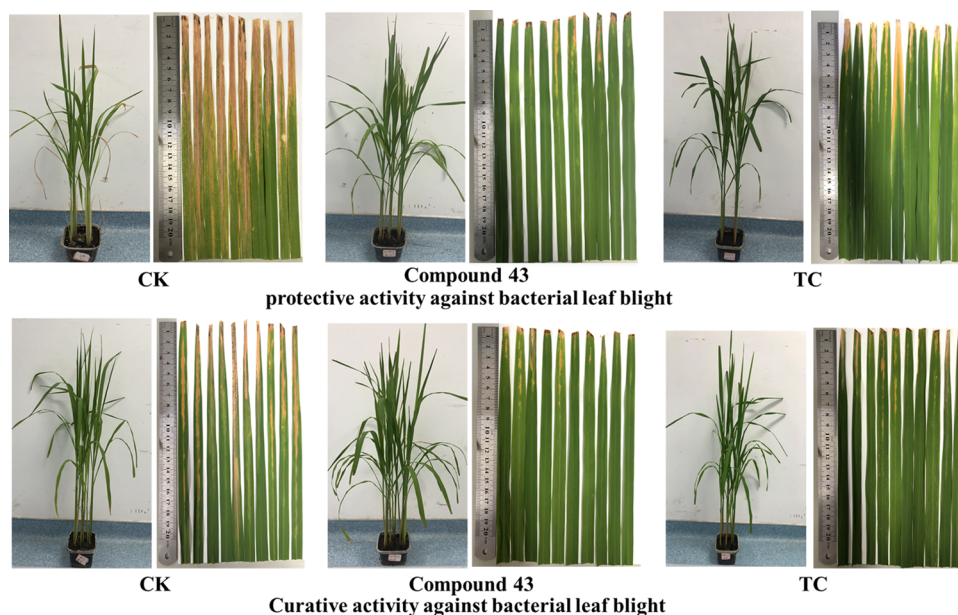 CK
Compound 43
TC
protective activity against bacterial leaf blight
CK
Compound 43
TC
Curative activity against bacterial leaf blight